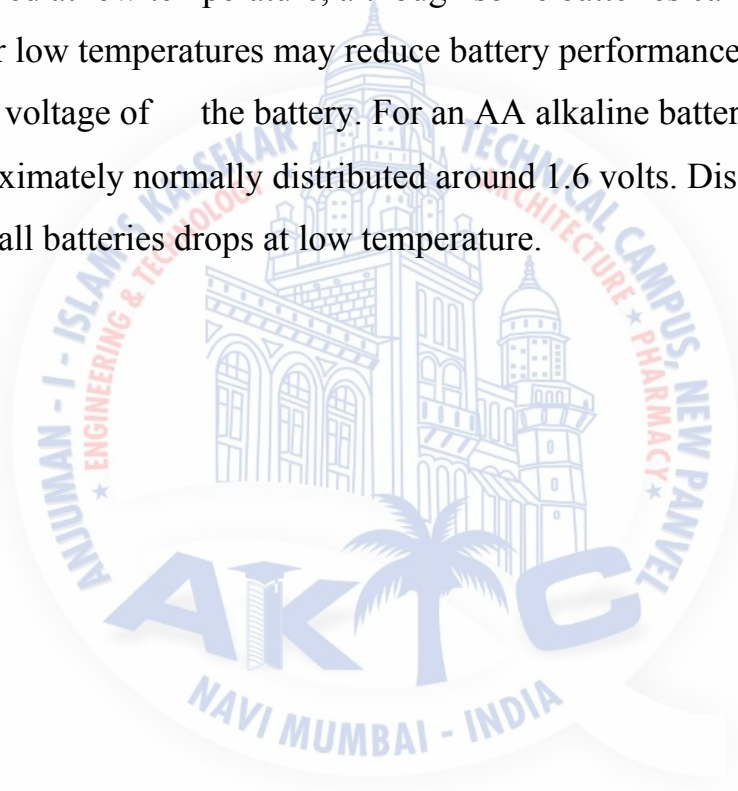 r low temperatures may reduce battery performance
voltage of the battery. For an AA alkaline batter
ximately normally distributed around 1.6 volts. Dis
all batteries drops at low temperature.
ANJUMAN - I - ISLAM'S KALSEKAR TECHNICAL CAMPUS, NEW PANVEL
ENGINEERING & TECHNOLOGY ★ ARCHITECTURE ★ PHARMACY ★
AKTC
NAVI MUMBAI - INDIA